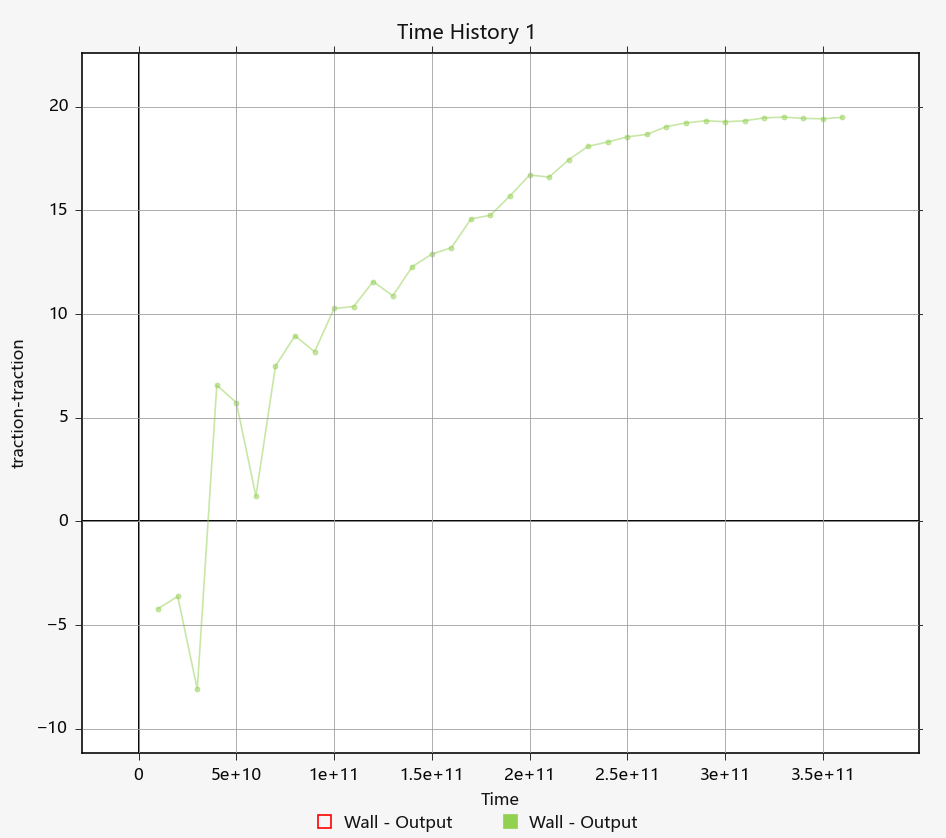 Time History 1
20
15
10
5
0
−5
−10
traction-traction
0 5e+10 1e+11 1.5e+11 2e+11 2.5e+11 3e+11 3.5e+11
Time
Wall - Output Wall - Output